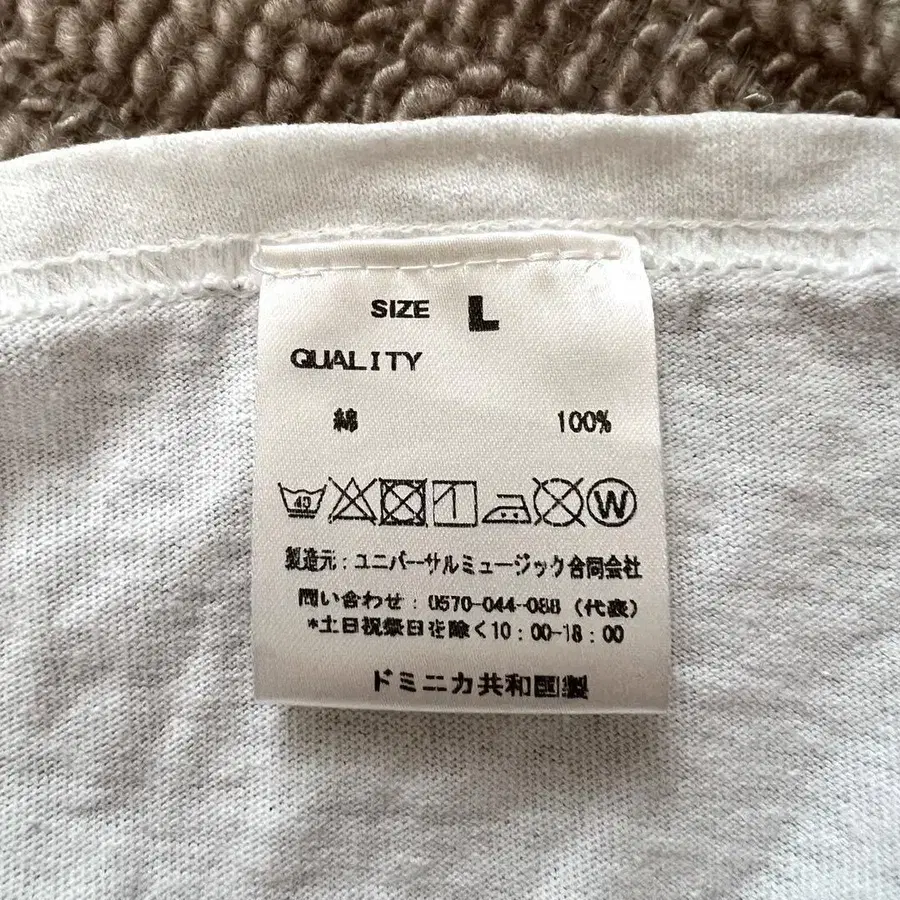 SIZE L
QUALITY
綿 100%
40 W
製造元：ユニバーサルミュージック合同会社
問い合わせ：0570-044-088（代表）
*土日祝祭日を除く10：00-18：00
ドミニカ共和国製